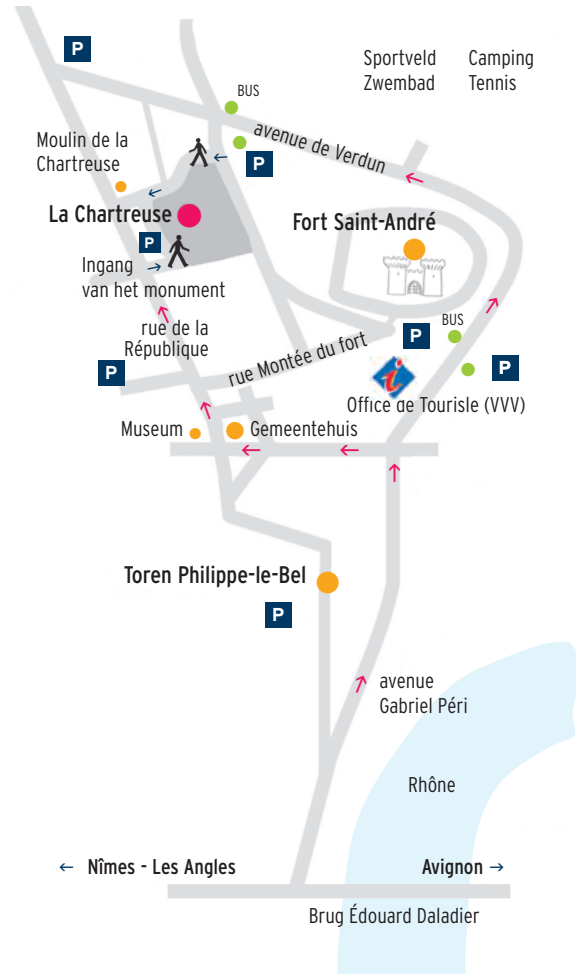 P
Sportveld
Zwembad
Camping
Tennis
BUS
avenue de Verdun
Moulin de la
Chartreuse
P
La Chartreuse
Fort Saint-André
P
Ingang
van het monument
rue de la
République
BUS
P
P
P
rue Montée du fort
i
Office de Tourisle (VVV)
Museum
Gemeentehuis
Toren Philippe-le-Bel
P
avenue
Gabriel Péri
Rhône
← Nîmes - Les Angles
Avignon →
Brug Édouard Daladier